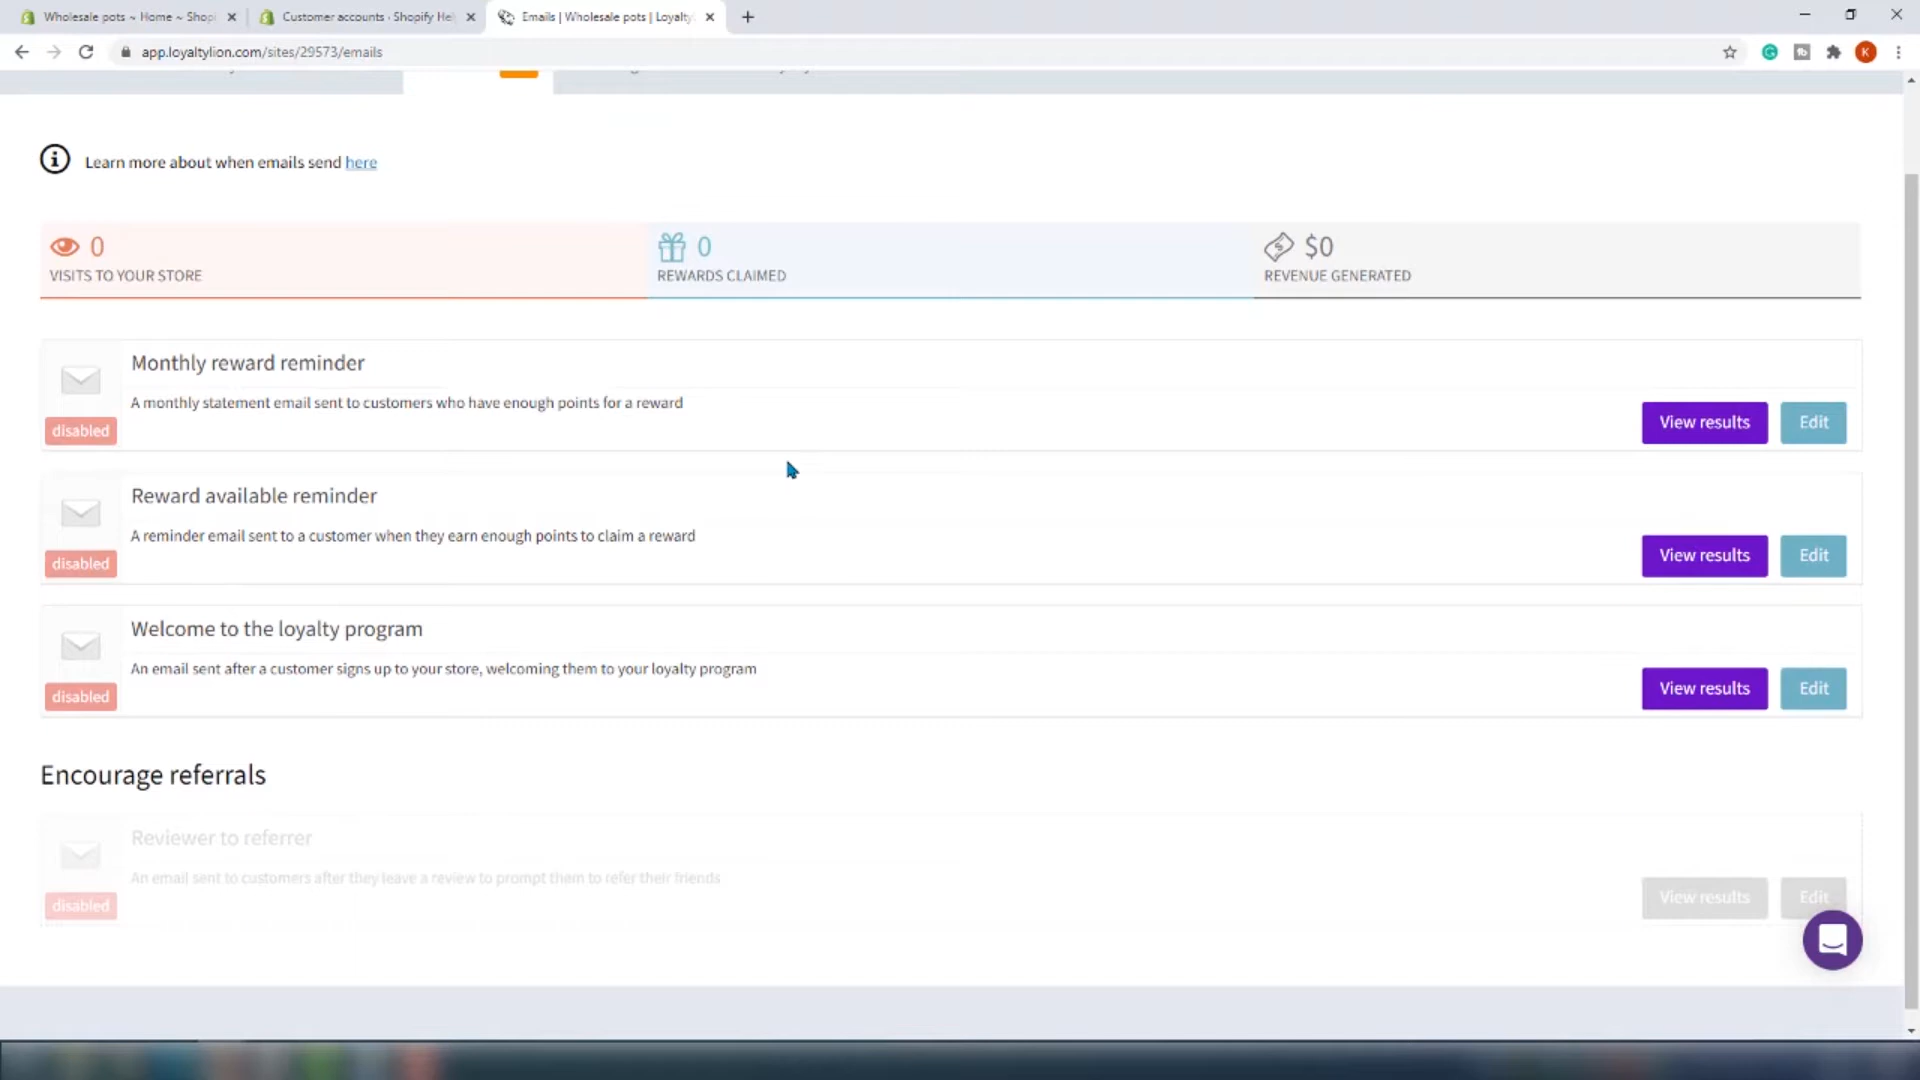 Wholesale pots ~ Home ~ Shopi
Customer accounts · Shopify Hel
Emails | Wholesale pots | Loyalty
app.loyaltylion.com/sites/29573/emails
K
Learn more about when emails send here
0
VISITS TO YOUR STORE
0
REWARDS CLAIMED
$0
REVENUE GENERATED
Monthly reward reminder
A monthly statement email sent to customers who have enough points for a reward
disabled
View results
Edit
Reward available reminder
A reminder email sent to a customer when they earn enough points to claim a reward
disabled
View results
Edit
Welcome to the loyalty program
An email sent after a customer signs up to your store, welcoming them to your loyalty program
disabled
View results
Edit
Encourage referrals
Reviewer to referrer
An email sent to customers after they leave a review to prompt them to refer their friends
disabled
View results
Edit